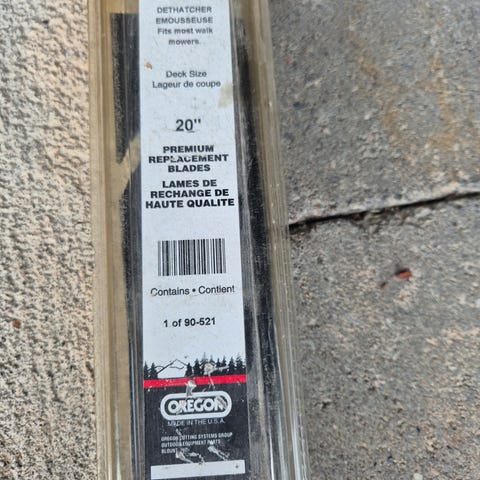 DETHATCHER
EMOUSSEUSE
Fits most walk
mowers.
Deck Size
Lageur de coupe
20"
PREMIUM
REPLACEMENT
BLADES
LAMES DE
RECHANGE DE
HAUTE QUALITE
Contains • Contient
1 of 90-521
OREGON
MADE IN THE U.S.A.
OREGON CUTTING SYSTEMS GROUP
OUTDOOR EQUIPMENT PARTS
BLOUNT, INC.